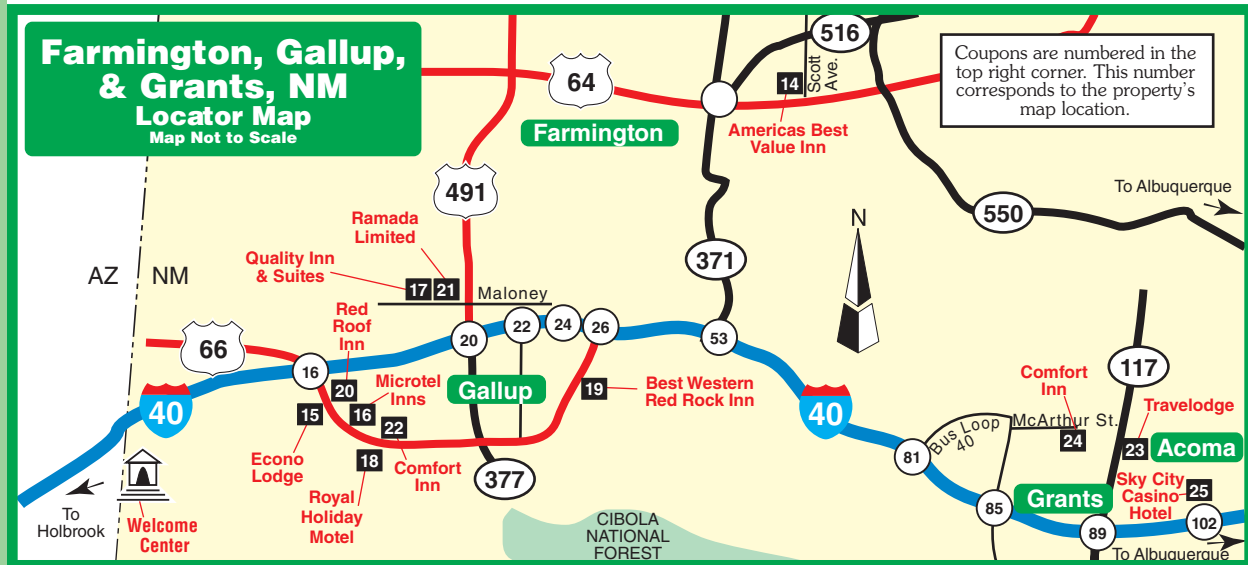 Farmington, Gallup,
& Grants, NM
Locator Map
Map Not to Scale
Coupons are numbered in the
top right corner. This number
corresponds to the property's
map location.
64
516
Scott
Ave.
14
Farmington
Americas Best
Value Inn
491
550
To Albuquerque
371
N
Ramada
Limited
Quality Inn
& Suites
17
21
Maloney
AZ
NM
Red
Roof
Inn
66
16
20
22
24
26
53
117
20
Microtel
Inns
16
15
22
Gallup
19
Best Western
Red Rock Inn
40
40
Comfort
Inn
McArthur St.
24
Travelodge
23
Acoma
Bus Loop
40
81
Econo
Lodge
18
Comfort
Inn
Royal
Holiday
Motel
377
Grants
85
89
Sky City
Casino
Hotel
25
102
To Albuquerque
To
Holbrook
Welcome
Center
CIBOLA
NATIONAL
FOREST